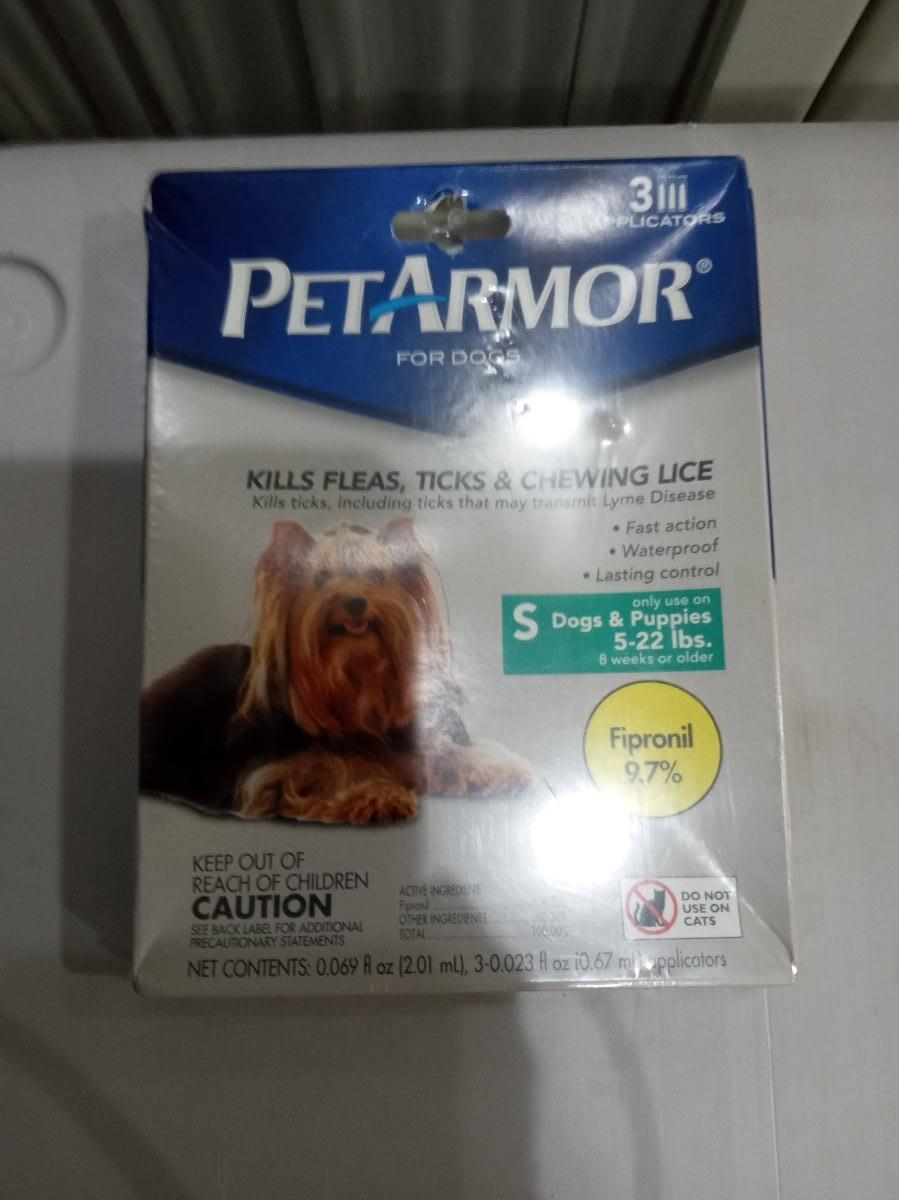 3
APPLICATORS
PETARMOR®
FOR DOGS
KILLS FLEAS, TICKS & CHEWING LICE
Kills ticks, including ticks that may transmit Lyme Disease
• Fast action
• Waterproof
• Lasting control
only use on
S Dogs & Puppies
5-22 lbs.
8 weeks or older
Fipronil
9.7%
KEEP OUT OF
REACH OF CHILDREN
CAUTION
SEE BACK LABEL FOR ADDITIONAL
PRECAUTIONARY STATEMENTS
ACTIVE INGREDIENT:
Fipronil
OTHER INGREDIENTS:
TOTAL 100.00%
DO NOT
USE ON
CATS
NET CONTENTS: 0.069 fl oz (2.01 mL), 3-0.023 fl oz (0.67 mL) applicators